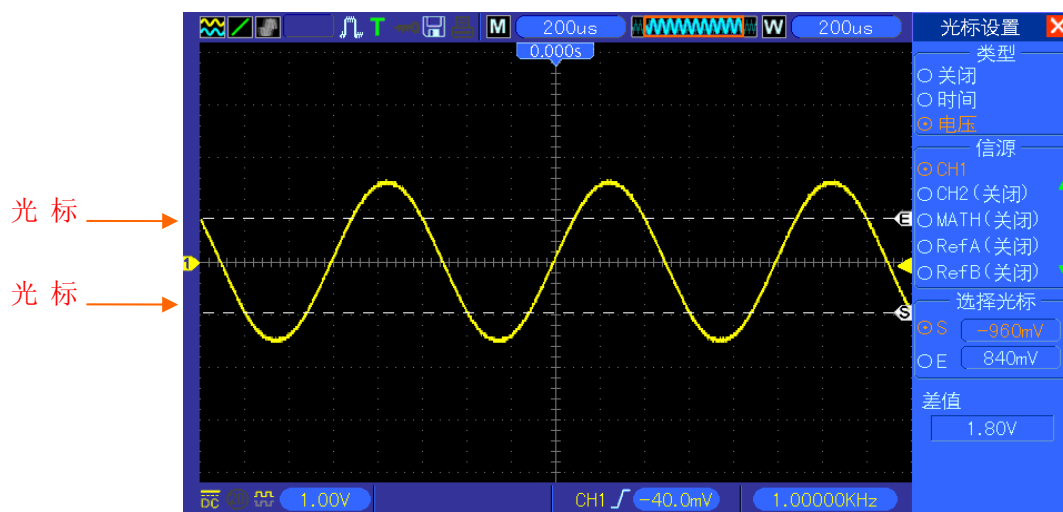 T M 200us W 200us 光标设置
0.000s
类型
关闭
时间
电压
信源
CH1
CH2(关闭)
MATH(关闭)
RefA(关闭)
RefB(关闭)
选择光标
S -960mV
E 840mV
差值
1.80V
光 标
光 标
E
1
S
DC 1.00V CH1 -40.0mV 1.00000KHz